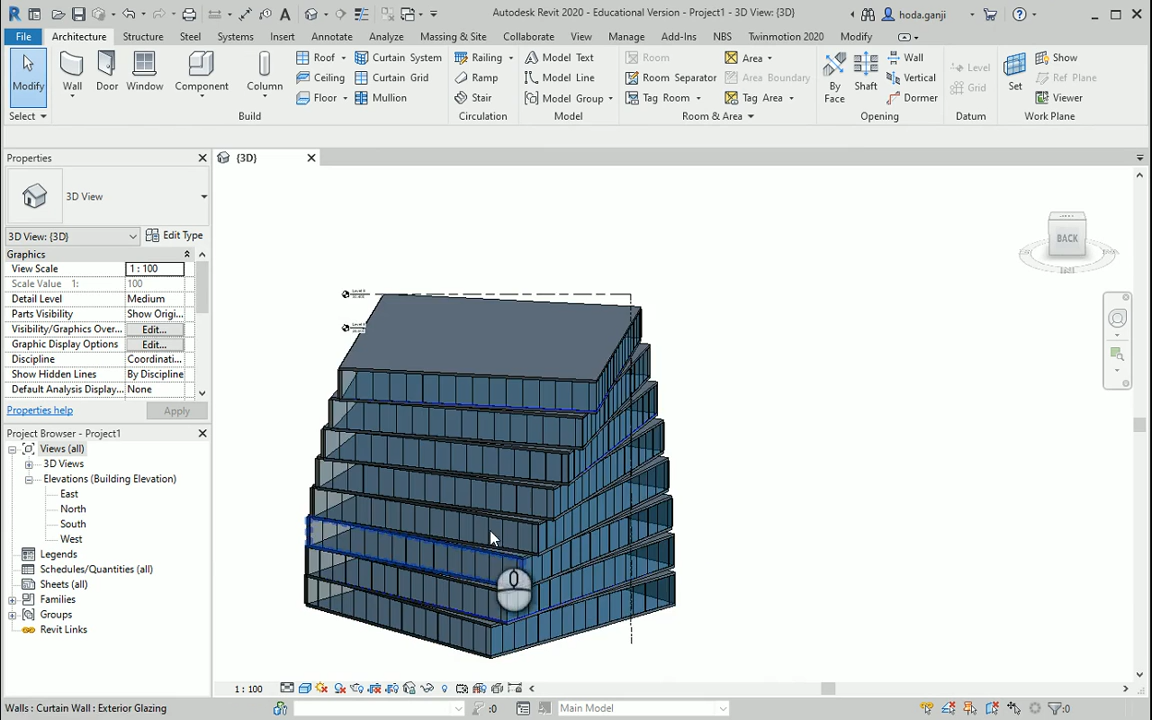 Autodesk Revit 2020 - Educational Version - Project1 - 3D View: {3D}
hoda.ganji
File Architecture Structure Steel Systems Insert Annotate Analyze Massing & Site Collaborate View Manage Add-Ins NBS Twinmotion 2020 Modify
Modify
Select
Wall
Door
Window
Component
Column
Roof
Ceiling
Floor
Curtain System
Curtain Grid
Mullion
Build
Railing
Ramp
Stair
Circulation
Model Text
Model Line
Model Group
Model
Room
Room Separator
Tag Room
Area
Area Boundary
Tag Area
Room & Area
By Face
Shaft
Wall
Vertical
Dormer
Opening
Level
Grid
Datum
Set
Show
Ref Plane
Viewer
Work Plane
Properties
3D View
3D View: {3D}
Edit Type
Graphics
View Scale 1 : 100
Scale Value 1: 100
Detail Level Medium
Parts Visibility Show Origi...
Visibility/Graphics Over... Edit...
Graphic Display Options Edit...
Discipline Coordinati...
Show Hidden Lines By Discipline
Default Analysis Display... None
Properties help
Apply
Project Browser - Project1
Views (all)
3D Views
Elevations (Building Elevation)
East
North
South
West
Legends
Schedules/Quantities (all)
Sheets (all)
Families
Groups
Revit Links
{3D}
BACK
1 : 100
Walls : Curtain Wall : Exterior Glazing
:0
Main Model
:0